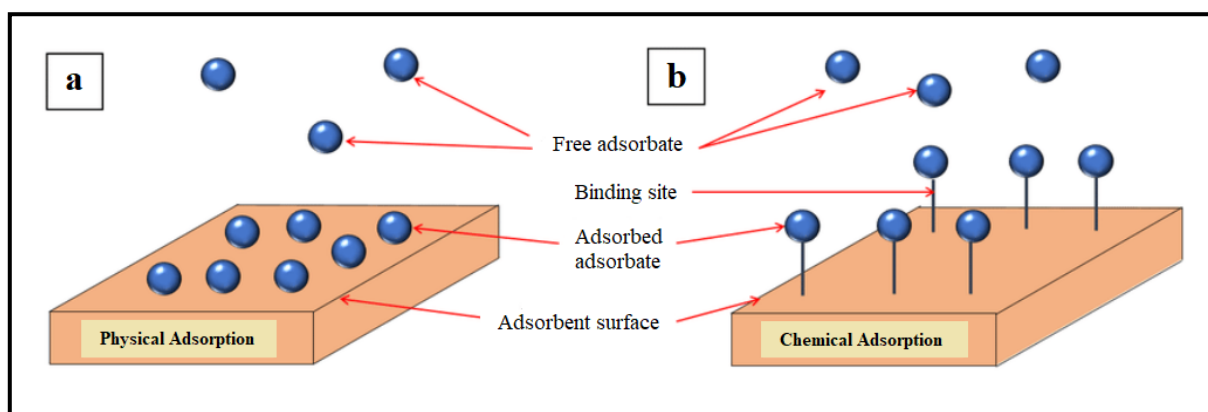 a
b
Free adsorbate
Binding site
Adsorbed
adsorbate
Adsorbent surface
Physical Adsorption
Chemical Adsorption